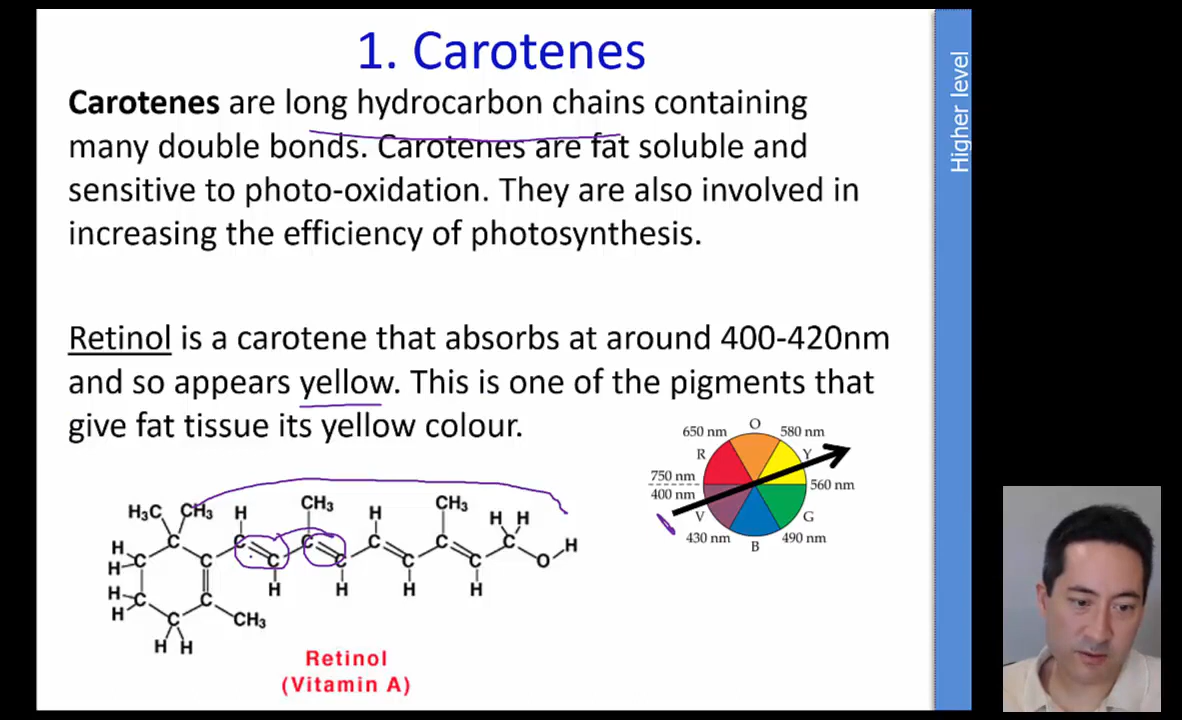 1. Carotenes
Carotenes are long hydrocarbon chains containing
many double bonds. Carotenes are fat soluble and
sensitive to photo-oxidation. They are also involved in
increasing the efficiency of photosynthesis.
Higher level
Retinol is a carotene that absorbs at around 400-420nm
and so appears yellow. This is one of the pigments that
give fat tissue its yellow colour.
650 nm O 580 nm
R Y
750 nm
400 nm 560 nm
V G
430 nm B 490 nm
H3C CH3 H CH3 H CH3 H H
H C C C C C C H
H C C C C C C O
H C C H H H H
H C CH3
H H
Retinol
(Vitamin A)